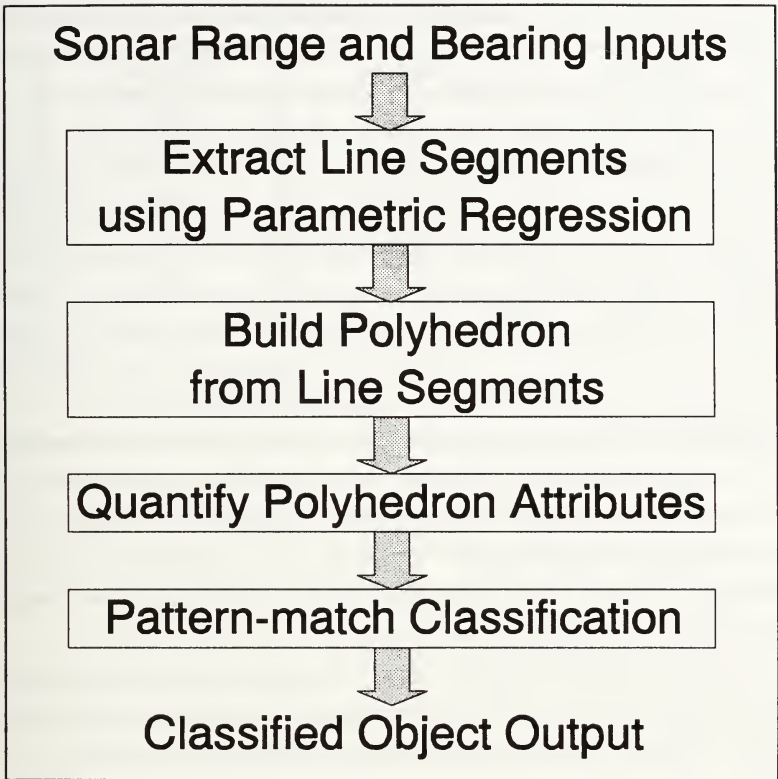 Sonar Range and Bearing Inputs
Extract Line Segments
using Parametric Regression
Build Polyhedron
from Line Segments
Quantify Polyhedron Attributes
Pattern-match Classification
Classified Object Output